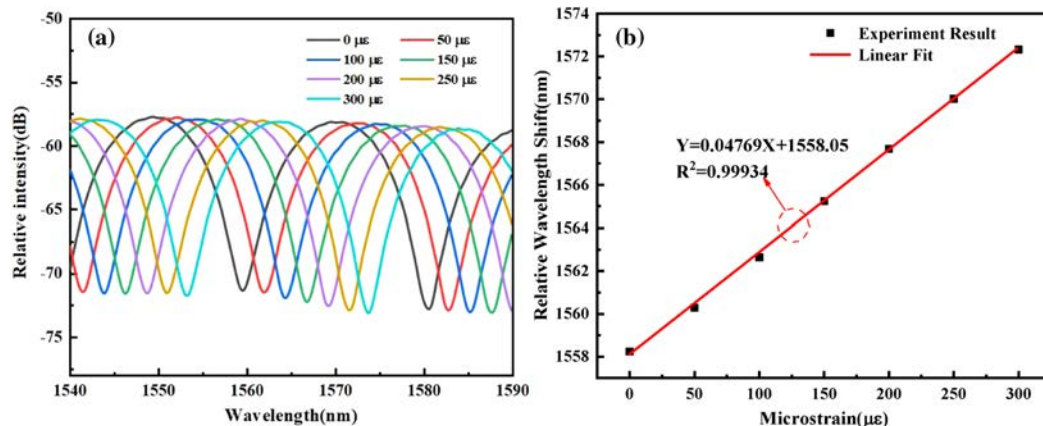 (a)
0 με
50 με
100 με
150 με
200 με
250 με
300 με
Relative intensity(dB)
-50
-55
-60
-65
-70
-75
1540
1550
1560
1570
1580
1590
Wavelength(nm)
(b)
Experiment Result
Linear Fit
Y=0.04769X+1558.05
R²=0.99934
Relative Wavelength Shift(nm)
1574
1572
1570
1568
1566
1564
1562
1560
1558
0
50
100
150
200
250
300
Microstrain(με)